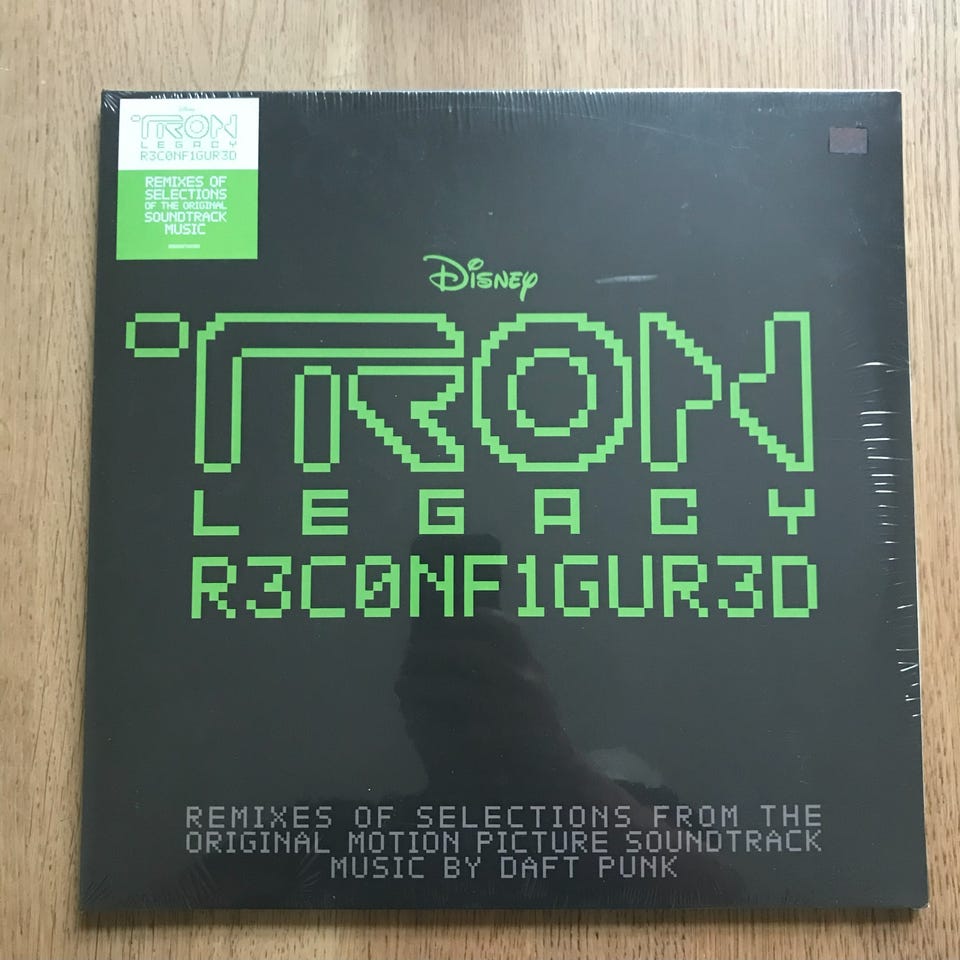 Disney
TRON
LEGACY
R3C0NF1GUR3D
REMIXES OF
SELECTIONS
OF THE ORIGINAL
SOUNDTRACK
MUSIC
Disney
TRON
LEGACY
R3C0NF1GUR3D
REMIXES OF SELECTIONS FROM THE
ORIGINAL MOTION PICTURE SOUNDTRACK
MUSIC BY DAFT PUNK